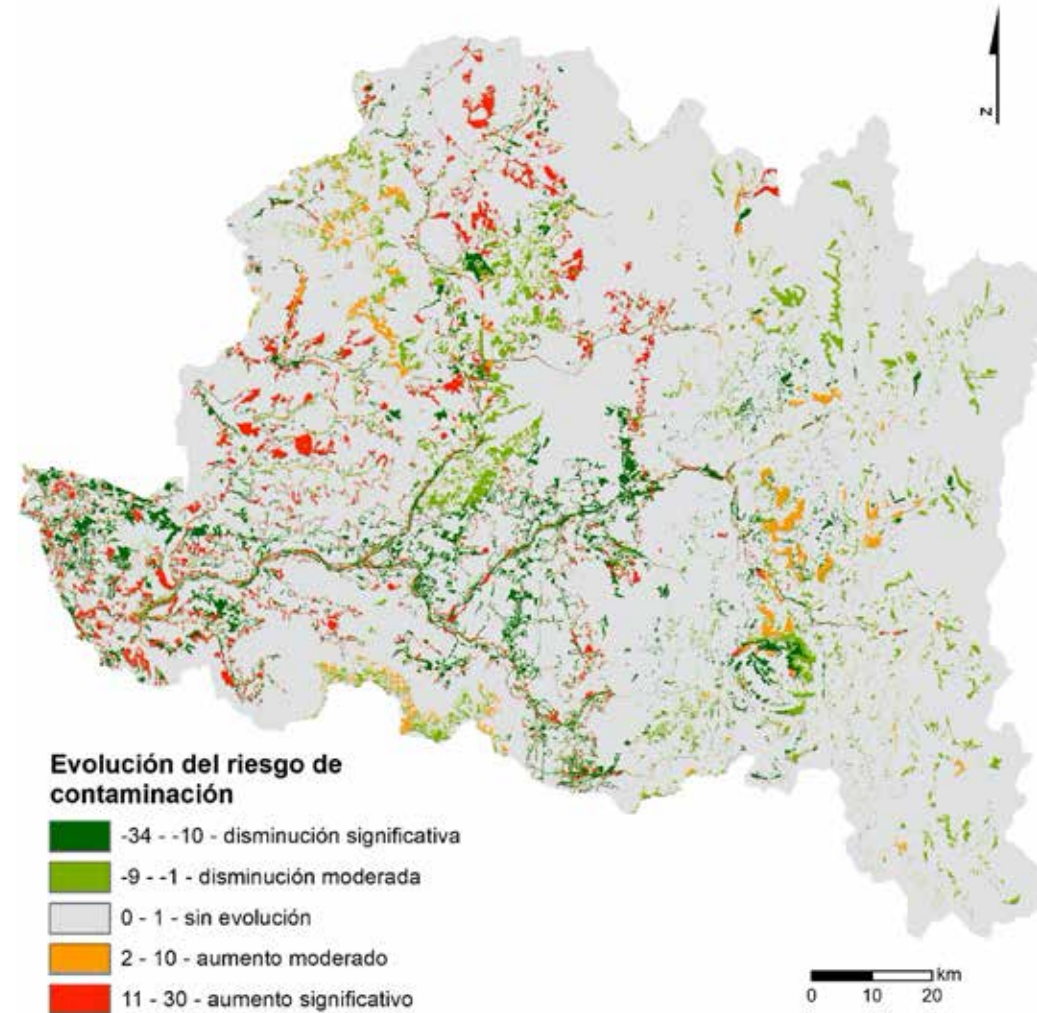 N
Evolución del riesgo de
contaminación
-34 - -10 - disminución significativa
-9 - -1 - disminución moderada
0 - 1 - sin evolución
2 - 10 - aumento moderado
11 - 30 - aumento significativo
km
0 10 20